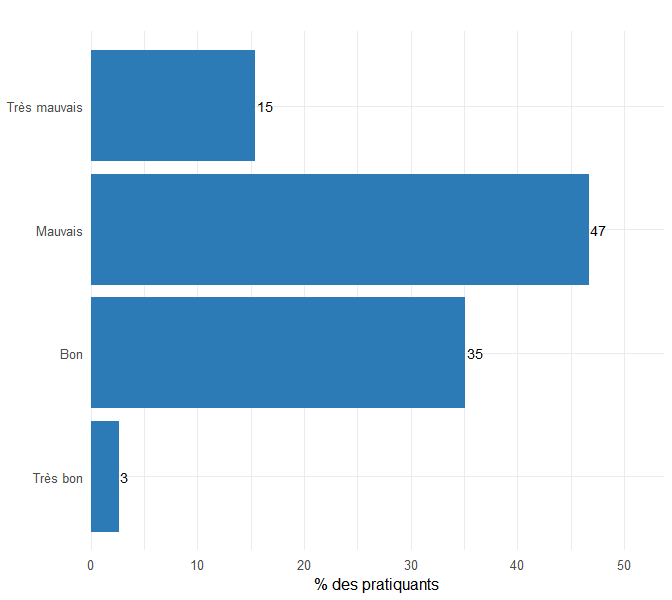 Très mauvais
15
Mauvais
47
Bon
35
Très bon
3
0 10 20 30 40 50
% des pratiquants